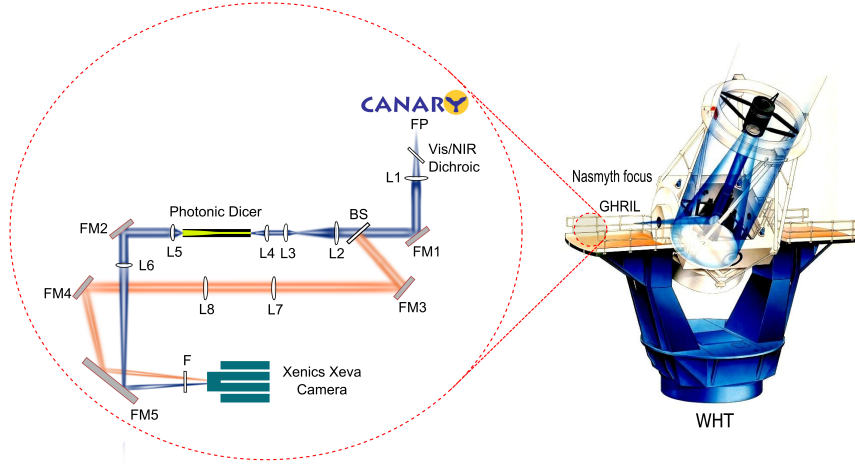 CANARY
FP
Vis/NIR
Dichroic
L1
Nasmyth focus
GHRIL
Photonic Dicer
BS
FM2
L5
L4
L3
L2
FM1
L6
FM4
L8
L7
FM3
F
Xenics Xeva
Camera
FM5
WHT